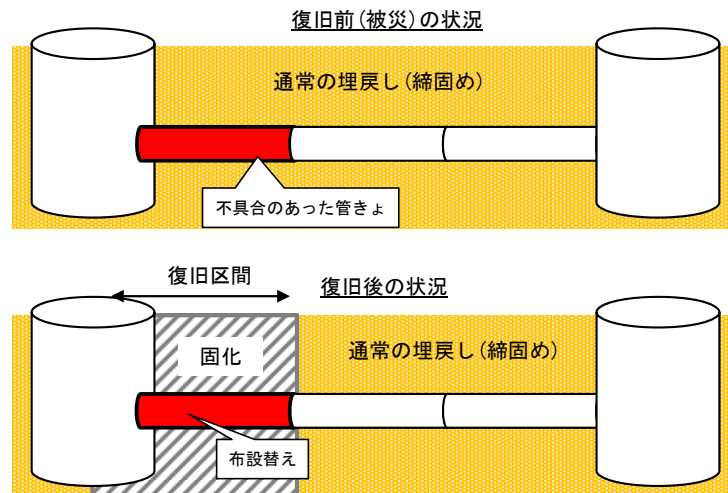 復旧前(被災)の状況
通常の埋戻し(締固め)
不具合のあった管きょ
復旧区間
復旧後の状況
固化
通常の埋戻し(締固め)
布設替え